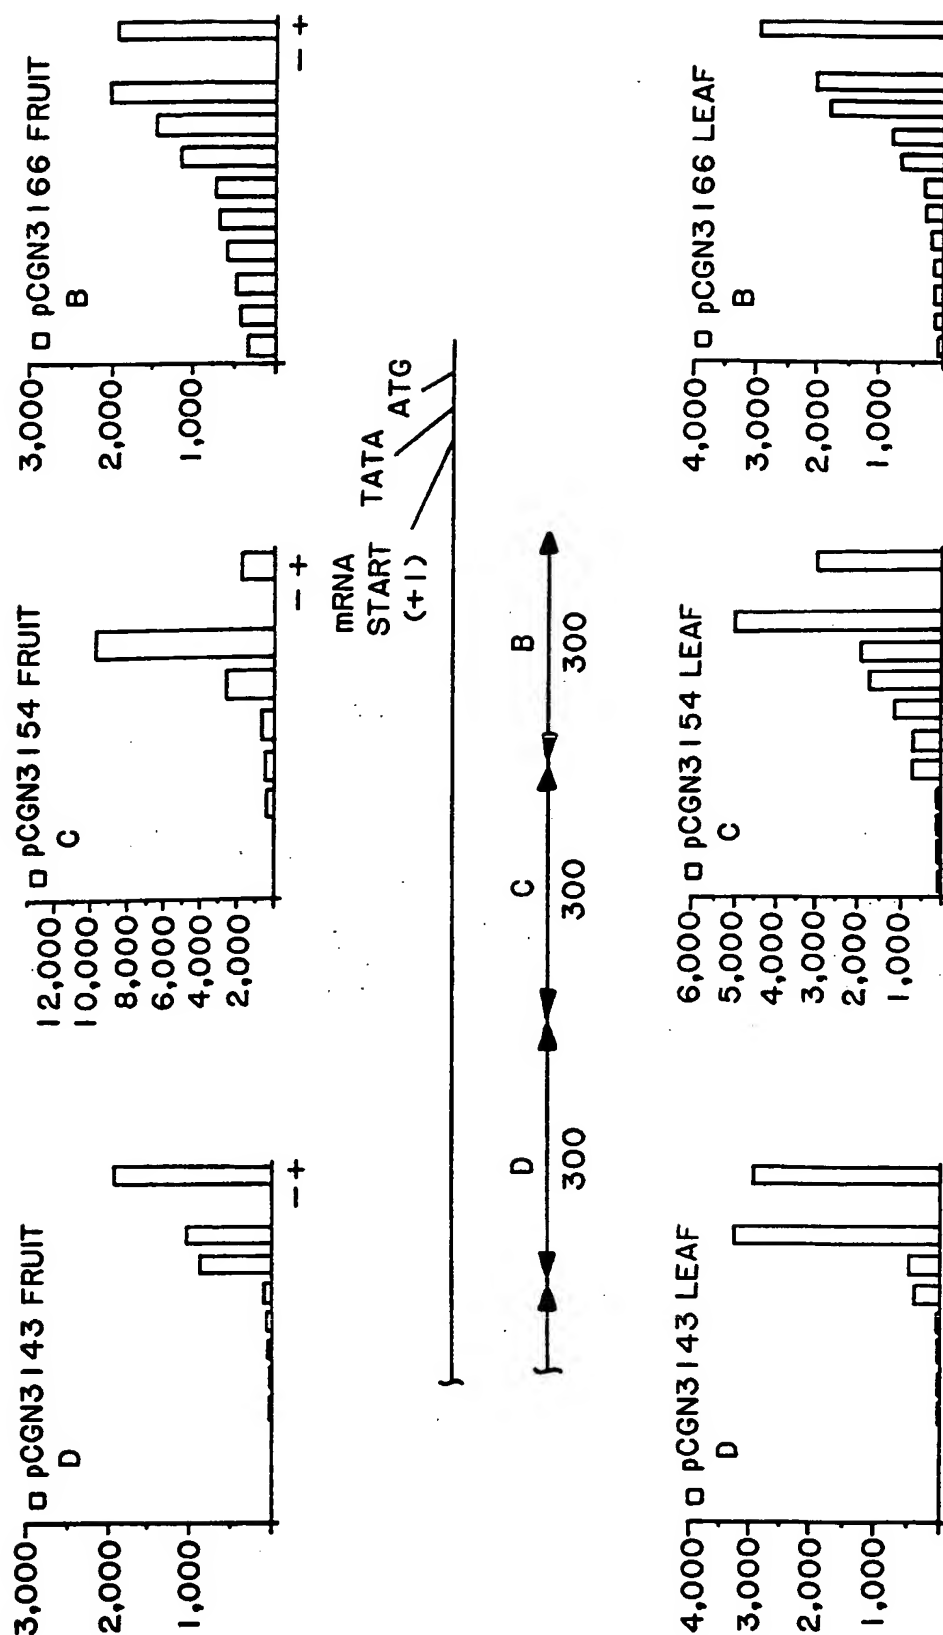 pCGN3143 FRUIT
D
3,000
2,000
1,000
- +
pCGN3154 FRUIT
C
12,000
10,000
8,000
6,000
4,000
2,000
- +
pCGN3166 FRUIT
B
3,000
2,000
1,000
- +
mRNA
START
(+1)
TATA
ATG
D
C
B
300
300
300
pCGN3143 LEAF
D
4,000
3,000
2,000
1,000
pCGN3154 LEAF
C
6,000
5,000
4,000
3,000
2,000
1,000
pCGN3166 LEAF
B
4,000
3,000
2,000
1,000